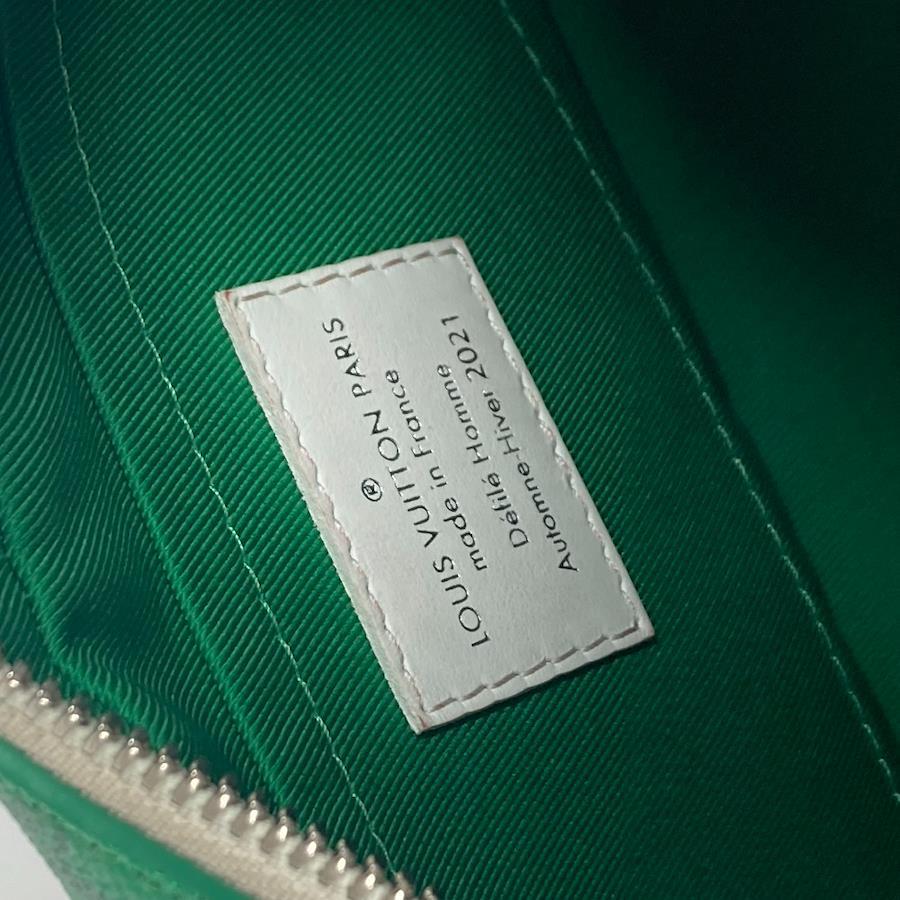 LOUIS VUITTON PARIS
®
made in France
Défilé Homme
Automne-Hiver 2021